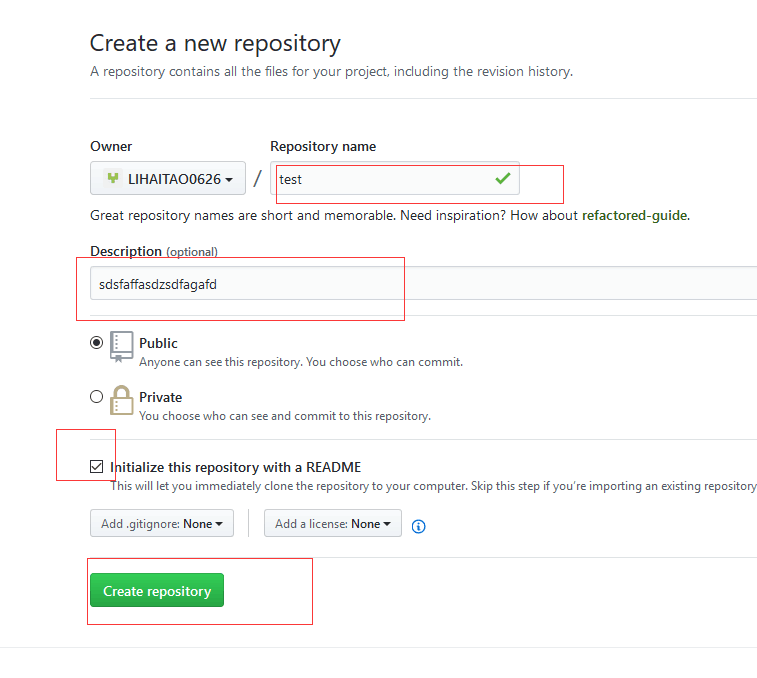 Create a new repository
A repository contains all the files for your project, including the revision history.
Owner Repository name
LIHAITAO0626 / test
Great repository names are short and memorable. Need inspiration? How about refactored-guide.
Description (optional)
sdsfaffasdzsdfagafd
Public
Anyone can see this repository. You choose who can commit.
Private
You choose who can see and commit to this repository.
Initialize this repository with a README
This will let you immediately clone the repository to your computer. Skip this step if you’re importing an existing repository
Add .gitignore: None Add a license: None
Create repository